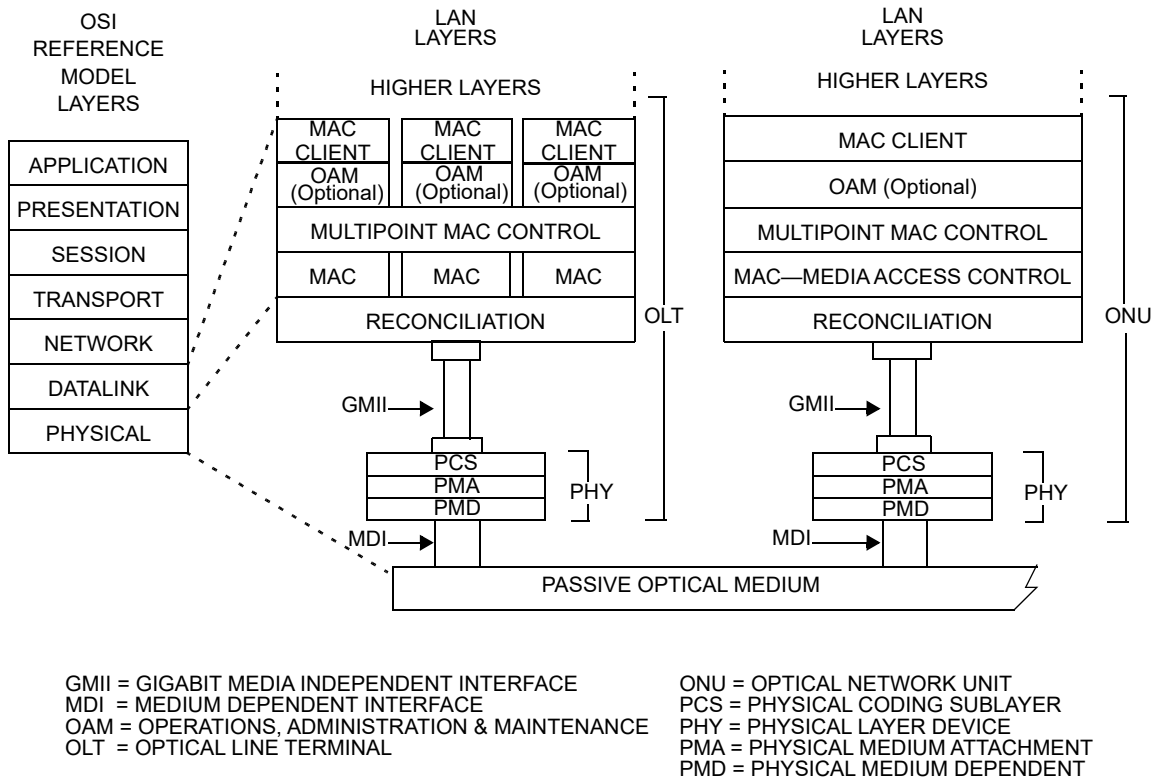 OSI
REFERENCE
MODEL
LAYERS
APPLICATION
PRESENTATION
SESSION
TRANSPORT
NETWORK
DATALINK
PHYSICAL
LAN
LAYERS
HIGHER LAYERS
MAC
CLIENT
MAC
CLIENT
MAC
CLIENT
OAM
(Optional)
OAM
(Optional)
OAM
(Optional)
MULTIPOINT MAC CONTROL
MAC
MAC
MAC
RECONCILIATION
OLT
GMII
PCS
PMA
PMD
PHY
MDI
LAN
LAYERS
HIGHER LAYERS
MAC CLIENT
OAM (Optional)
MULTIPOINT MAC CONTROL
MAC—MEDIA ACCESS CONTROL
RECONCILIATION
ONU
GMII
PCS
PMA
PMD
PHY
MDI
PASSIVE OPTICAL MEDIUM
GMII = GIGABIT MEDIA INDEPENDENT INTERFACE
MDI = MEDIUM DEPENDENT INTERFACE
OAM = OPERATIONS, ADMINISTRATION & MAINTENANCE
OLT = OPTICAL LINE TERMINAL
ONU = OPTICAL NETWORK UNIT
PCS = PHYSICAL CODING SUBLAYER
PHY = PHYSICAL LAYER DEVICE
PMA = PHYSICAL MEDIUM ATTACHMENT
PMD = PHYSICAL MEDIUM DEPENDENT